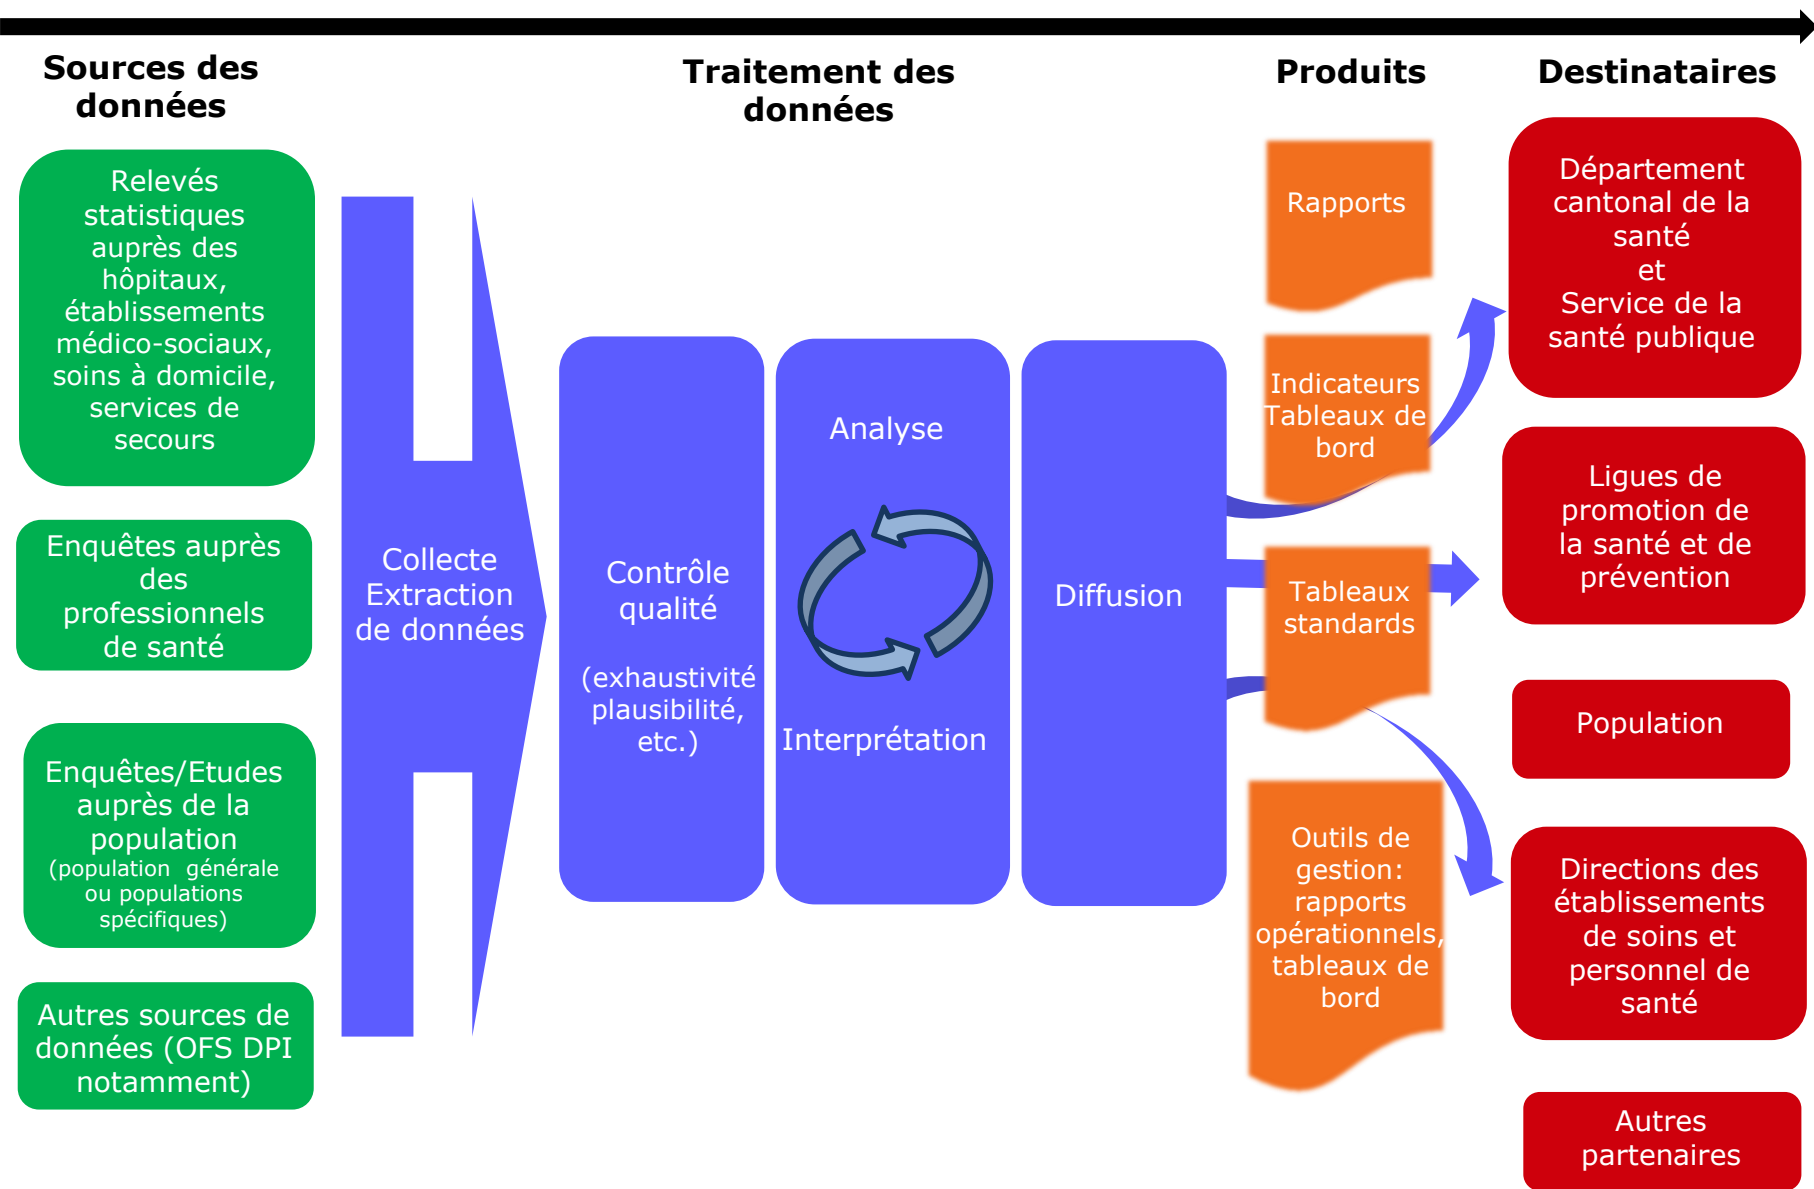 Sources des
données
Traitement des
données
Produits
Destinataires
Relevés
statistiques
auprès des
hôpitaux,
établissements
médico-sociaux,
soins à domicile,
services de
secours
Enquêtes auprès
des
professionnels
de santé
Enquêtes/Etudes
auprès de la
population
(population générale
ou populations
spécifiques)
Autres sources de
données (OFS DPI
notamment)
Collecte
Extraction
de données
Contrôle
qualité
(exhaustivité
plausibilité,
etc.)
Analyse
Interprétation
Diffusion
Rapports
Indicateurs
Tableaux de
bord
Tableaux
standards
Outils de
gestion:
rapports
opérationnels,
tableaux de
bord
Département
cantonal de la
santé
et
Service de la
santé publique
Ligues de
promotion de
la santé et de
prévention
Population
Directions des
établissements
de soins et
personnel de
santé
Autres
partenaires